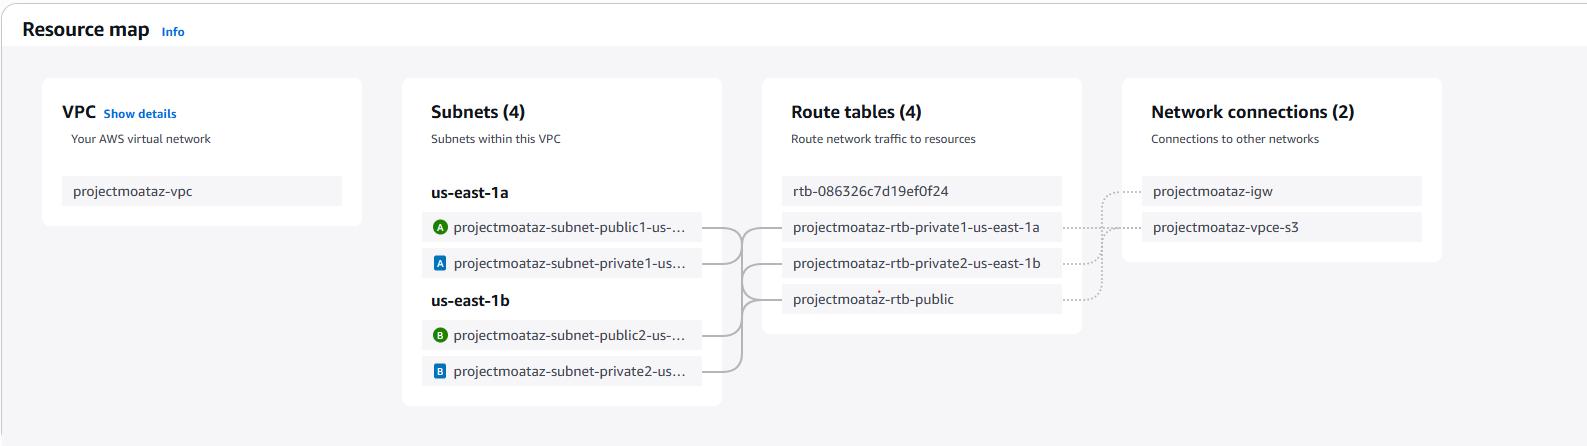 Resource map Info
VPC Show details
Your AWS virtual network
projectmoataz-vpc
Subnets (4)
Subnets within this VPC
us-east-1a
A projectmoataz-subnet-public1-us-...
A projectmoataz-subnet-private1-us...
us-east-1b
B projectmoataz-subnet-public2-us-...
B projectmoataz-subnet-private2-us...
Route tables (4)
Route network traffic to resources
rtb-086326c7d19ef0f24
projectmoataz-rtb-private1-us-east-1a
projectmoataz-rtb-private2-us-east-1b
projectmoataz-rtb-public
Network connections (2)
Connections to other networks
projectmoataz-igw
projectmoataz-vpce-s3